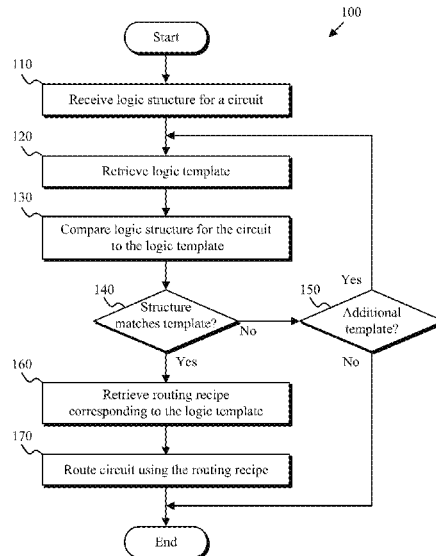 100
Start
110
Receive logic structure for a circuit
120
Retrieve logic template
130
Compare logic structure for the circuit
to the logic template
140
Structure
matches template?
No
Yes
150
Additional
template?
Yes
No
160
Retrieve routing recipe
corresponding to the logic template
170
Route circuit using the routing recipe
End